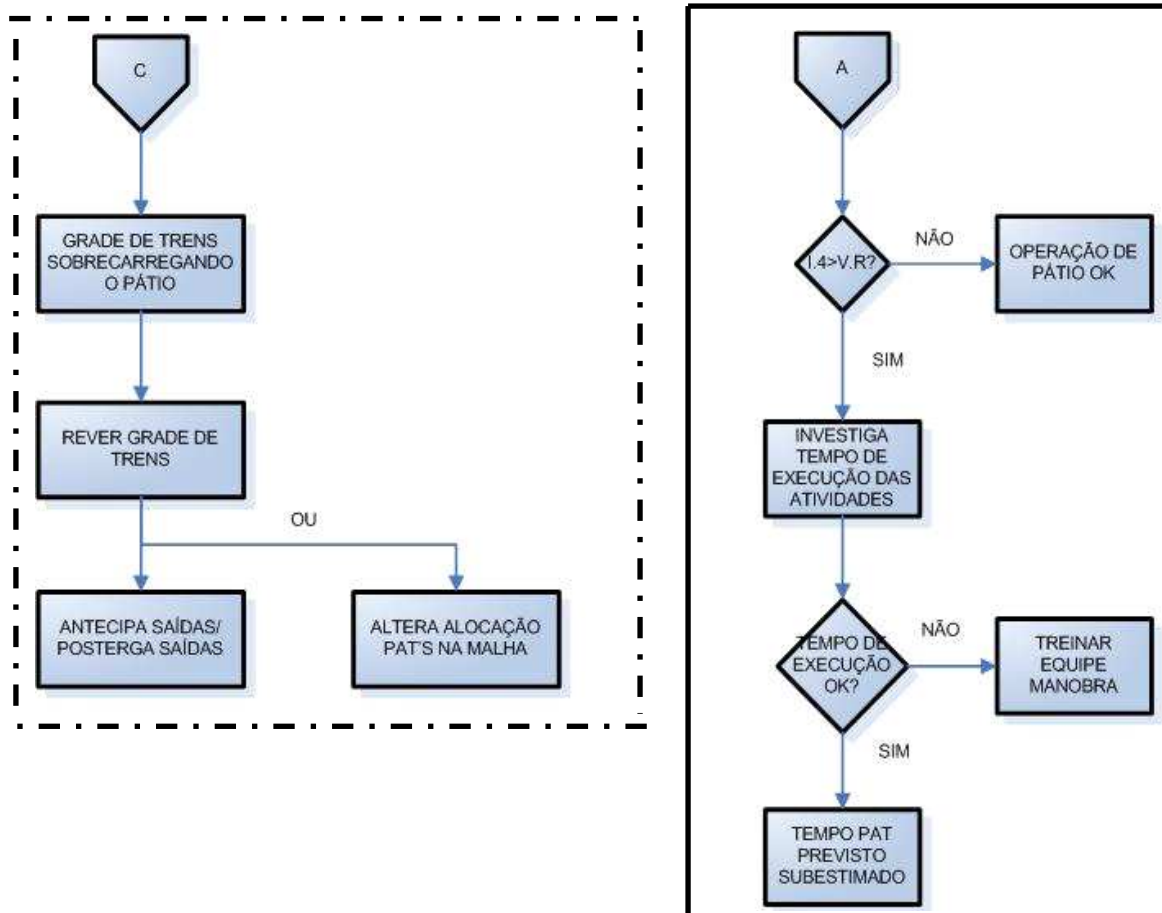 C
GRADE DE TRENS
SOBRECARREGANDO
O PÁTIO
REVER GRADE DE
TRENS
OU
ANTECIPA SAÍDAS/
POSTERGA SAÍDAS
ALTERA ALOCAÇÃO
PAT'S NA MALHA
A
I.4>V.R?
NÃO
OPERAÇÃO DE
PÁTIO OK
SIM
INVESTIGA
TEMPO DE
EXECUÇÃO DAS
ATIVIDADES
TEMPO DE
EXECUÇÃO
OK?
NÃO
TREINAR
EQUIPE
MANOBRA
SIM
TEMPO PAT
PREVISTO
SUBESTIMADO